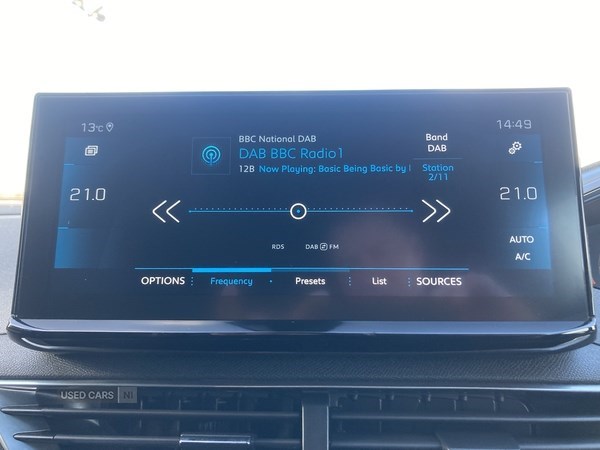 13°C
14:49
BBC National DAB
DAB BBC Radio1
12B Now Playing: Basic Being Basic by
Band
DAB
Station
2/11
21.0
21.0
RDS DAB FM
AUTO
A/C
OPTIONS Frequency Presets List SOURCES
USED CARS NI